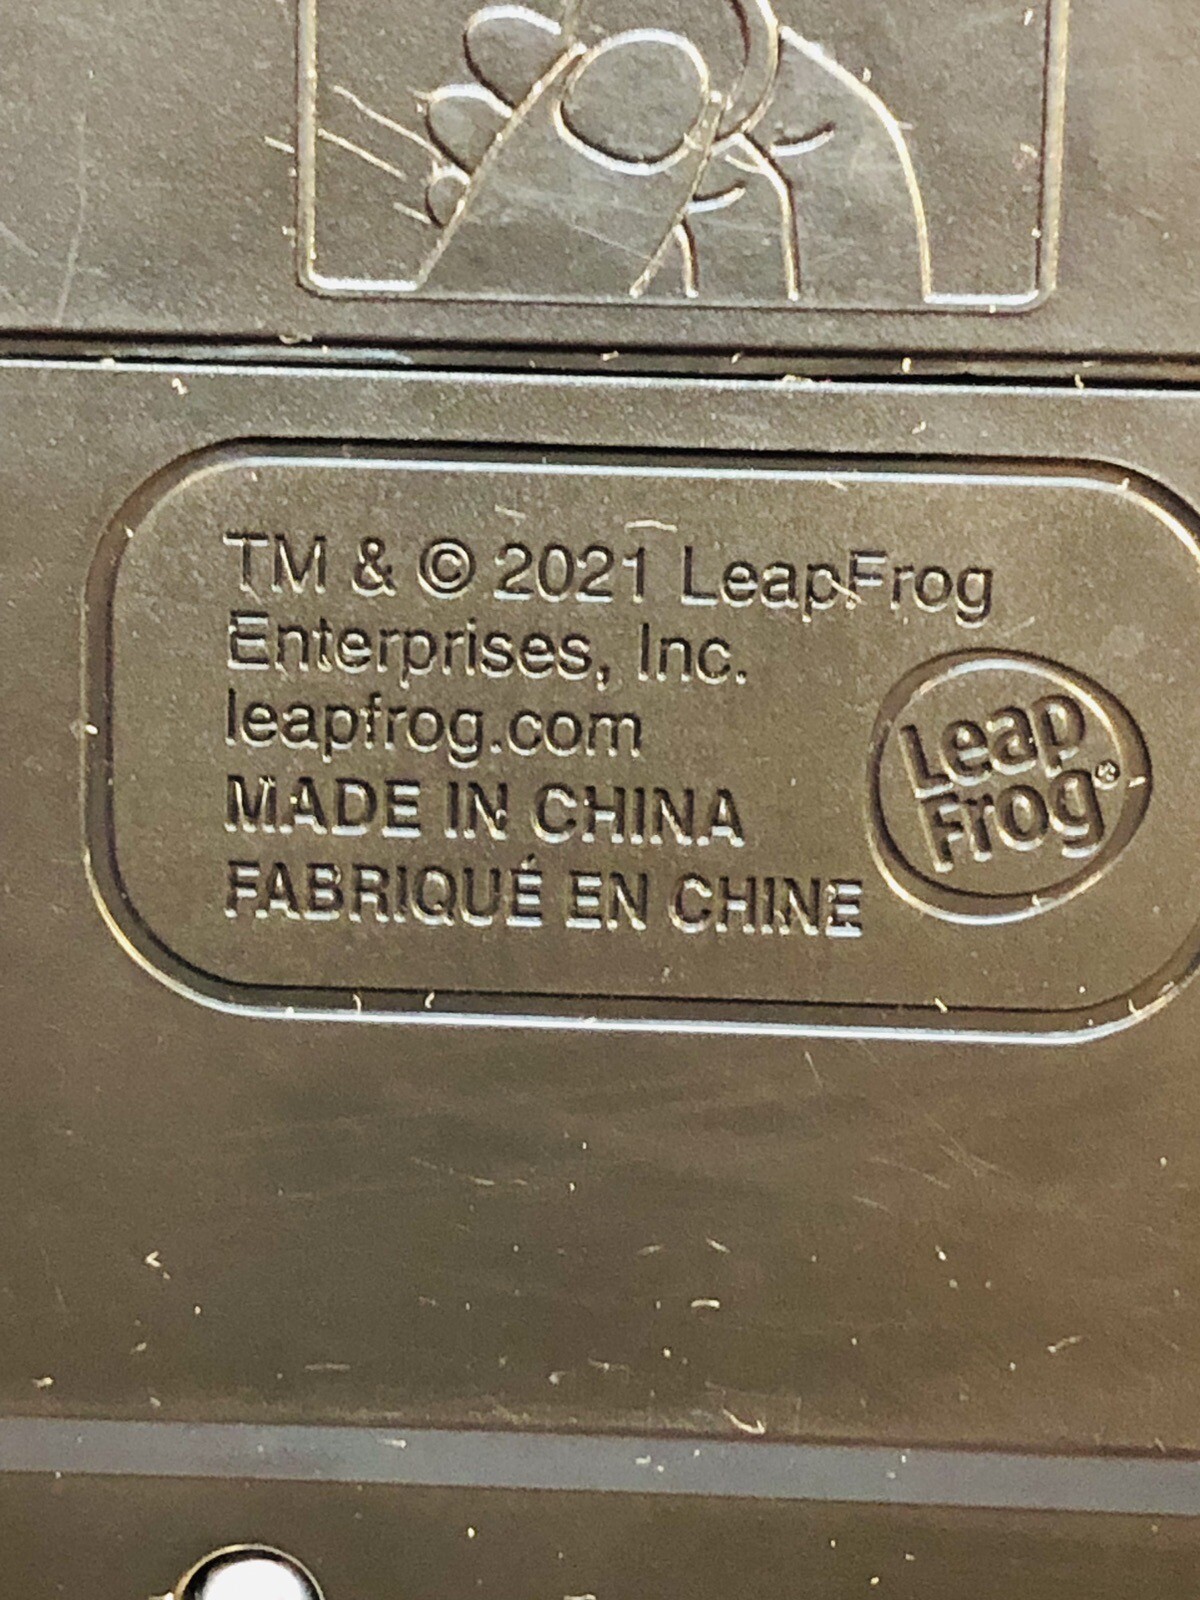 TM & © 2021 LeapFrog
Enterprises, Inc.
leapfrog.com
MADE IN CHINA
FABRIQUÉ EN CHINE
Leap
Frog®